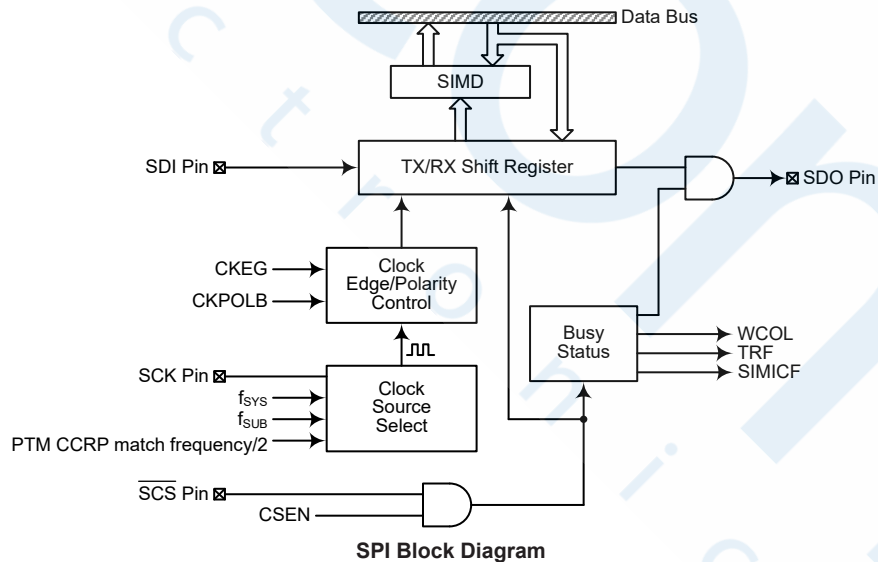 Data Bus
SIMD
SDI Pin
TX/RX Shift Register
SDO Pin
CKEG
CKPOLB
Clock
Edge/Polarity
Control
Busy
Status
WCOL
TRF
SIMICF
SCK Pin
fSYS
fSUB
PTM CCRP match frequency/2
Clock
Source
Select
SCS Pin
CSEN
SPI Block Diagram